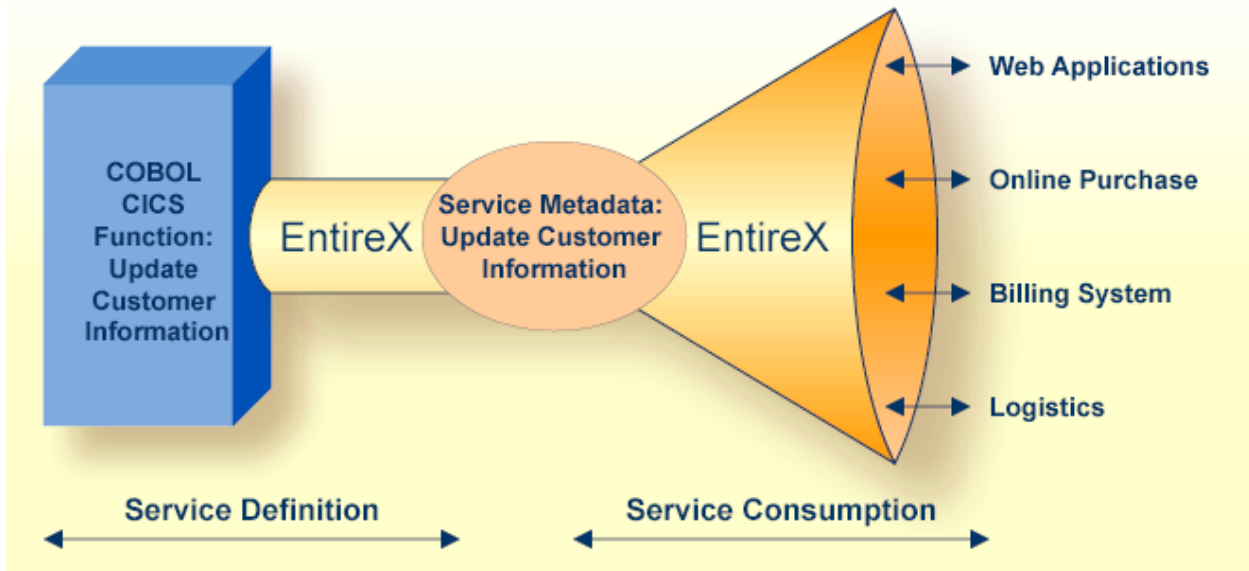 COBOL
CICS
Function:
Update
Customer
Information
EntireX
Service Metadata:
Update Customer
Information
EntireX
Web Applications
Online Purchase
Billing System
Logistics
Service Definition
Service Consumption